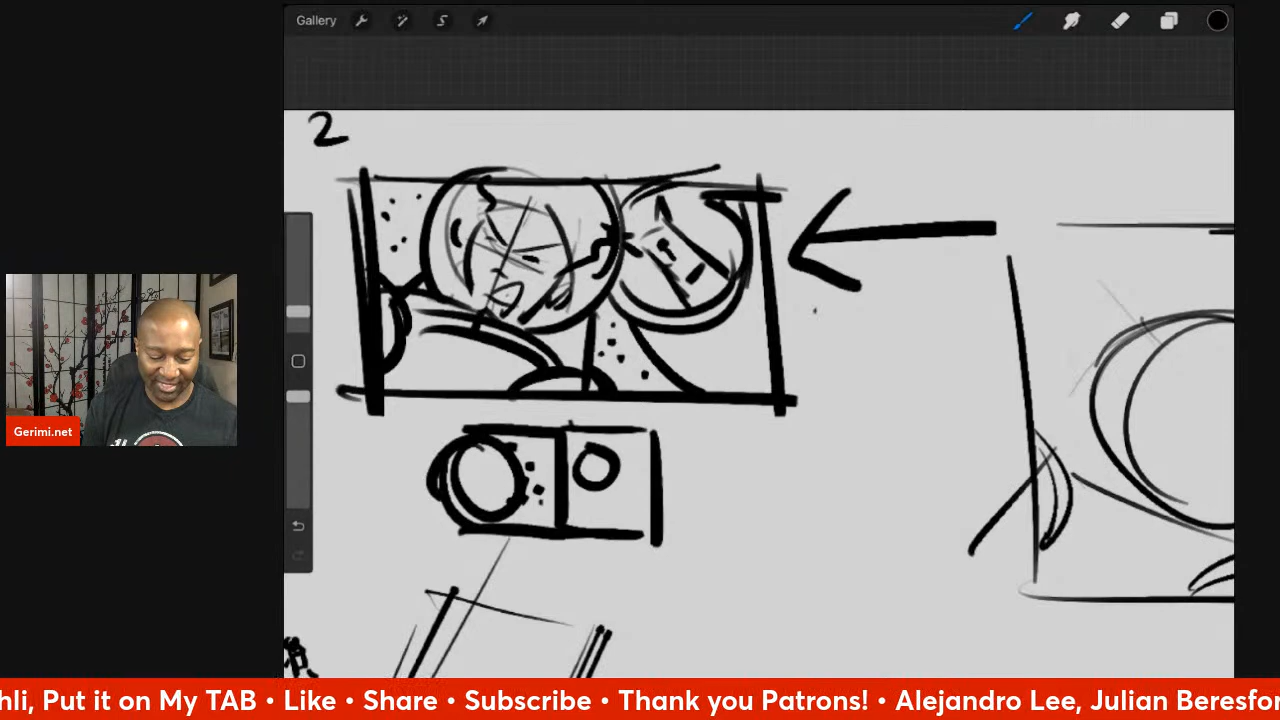 Gallery
2
Gerimi.net
hli, Put it on My TAB • Like • Share • Subscribe • Thank you Patrons! • Alejandro Lee, Julian Beresfor